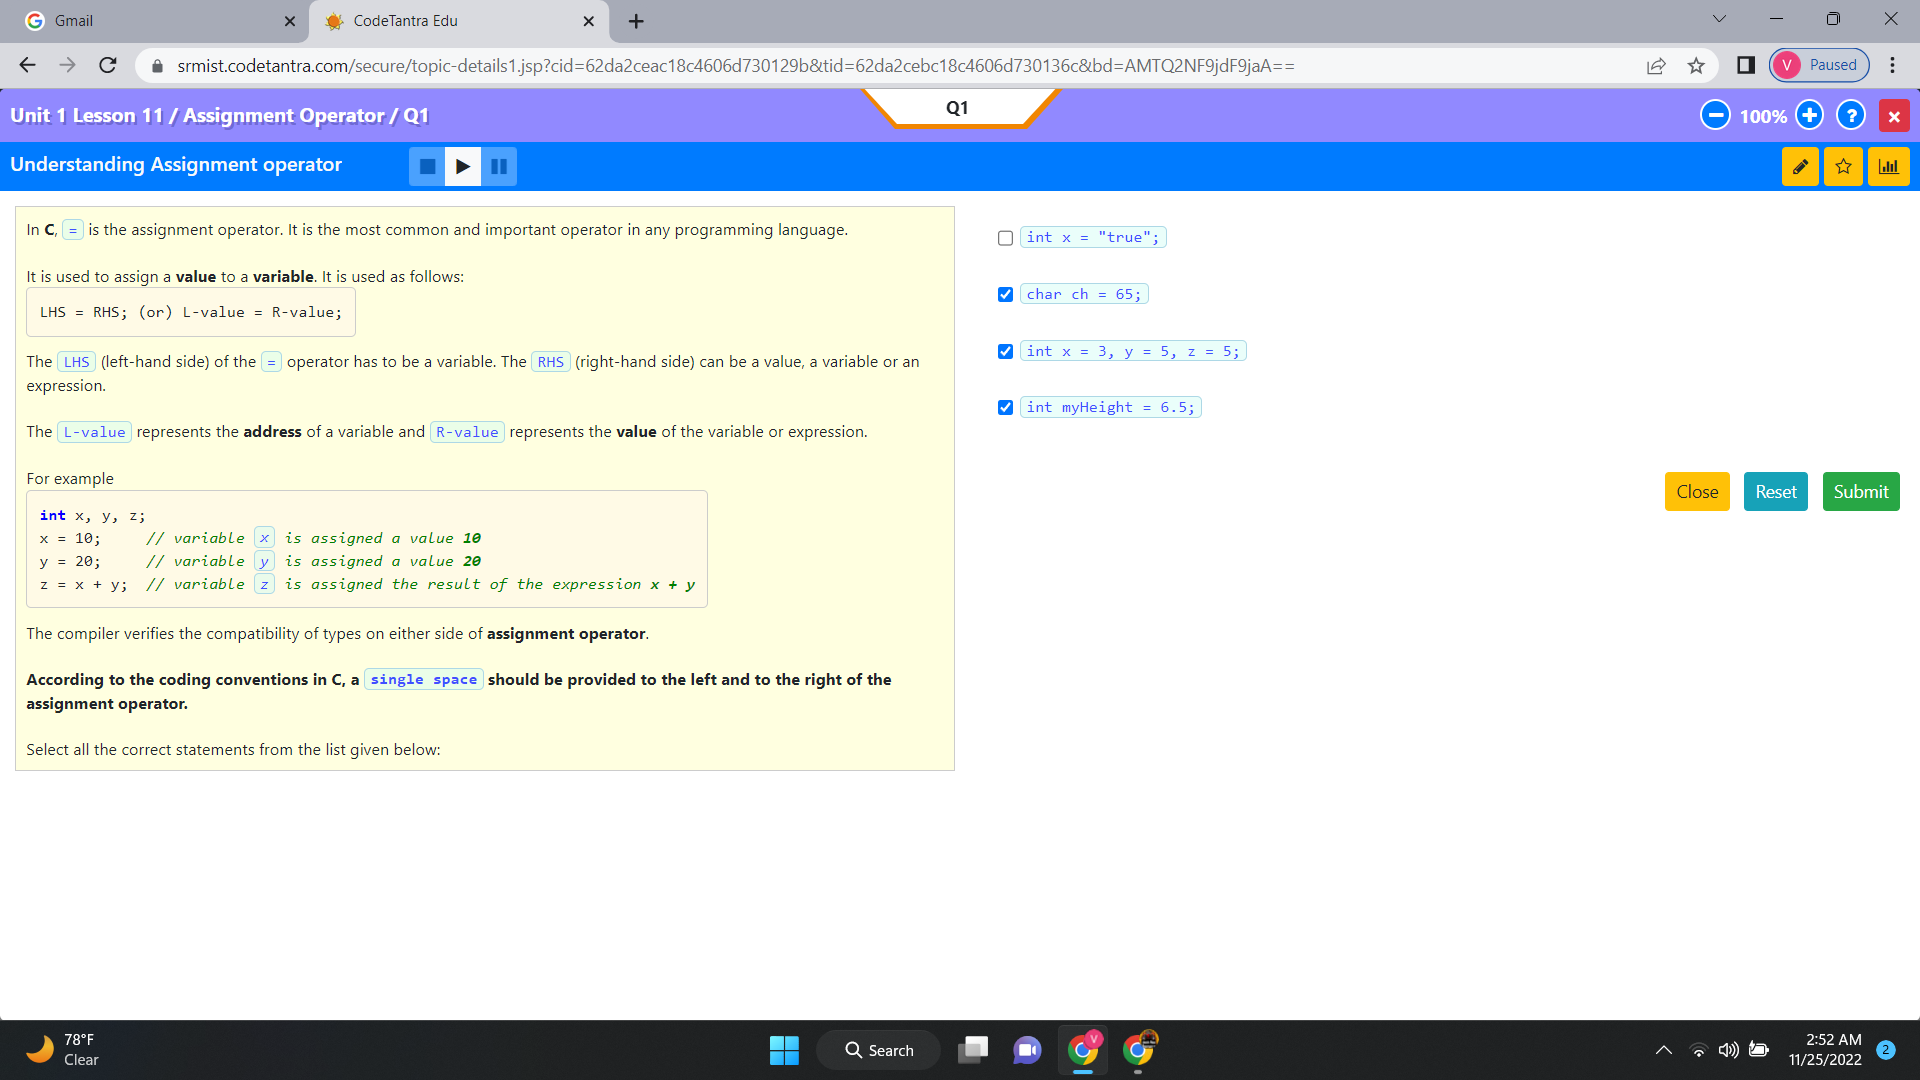 Gmail
CodeTantra Edu
srmist.codetantra.com/secure/topic-details1.jsp?cid=62da2ceac18c4606d730129b&tid=62da2cebc18c4606d730136c&bd=AMTQ2NF9jdF9jaA==
V Paused
Unit 1 Lesson 11 / Assignment Operator / Q1
Q1
100%
?
Understanding Assignment operator
In C, = is the assignment operator. It is the most common and important operator in any programming language.
It is used to assign a value to a variable. It is used as follows:
LHS = RHS; (or) L-value = R-value;
The LHS (left-hand side) of the = operator has to be a variable. The RHS (right-hand side) can be a value, a variable or an
expression.
The L-value represents the address of a variable and R-value represents the value of the variable or expression.
For example
int x, y, z;
x = 10; // variable x is assigned a value 10
y = 20; // variable y is assigned a value 20
z = x + y; // variable z is assigned the result of the expression x + y
The compiler verifies the compatibility of types on either side of assignment operator.
According to the coding conventions in C, a single space should be provided to the left and to the right of the
assignment operator.
Select all the correct statements from the list given below:
int x = "true";
char ch = 65;
int x = 3, y = 5, z = 5;
int myHeight = 6.5;
Close
Reset
Submit
78°F
Clear
Search
V
2:52 AM
11/25/2022
2